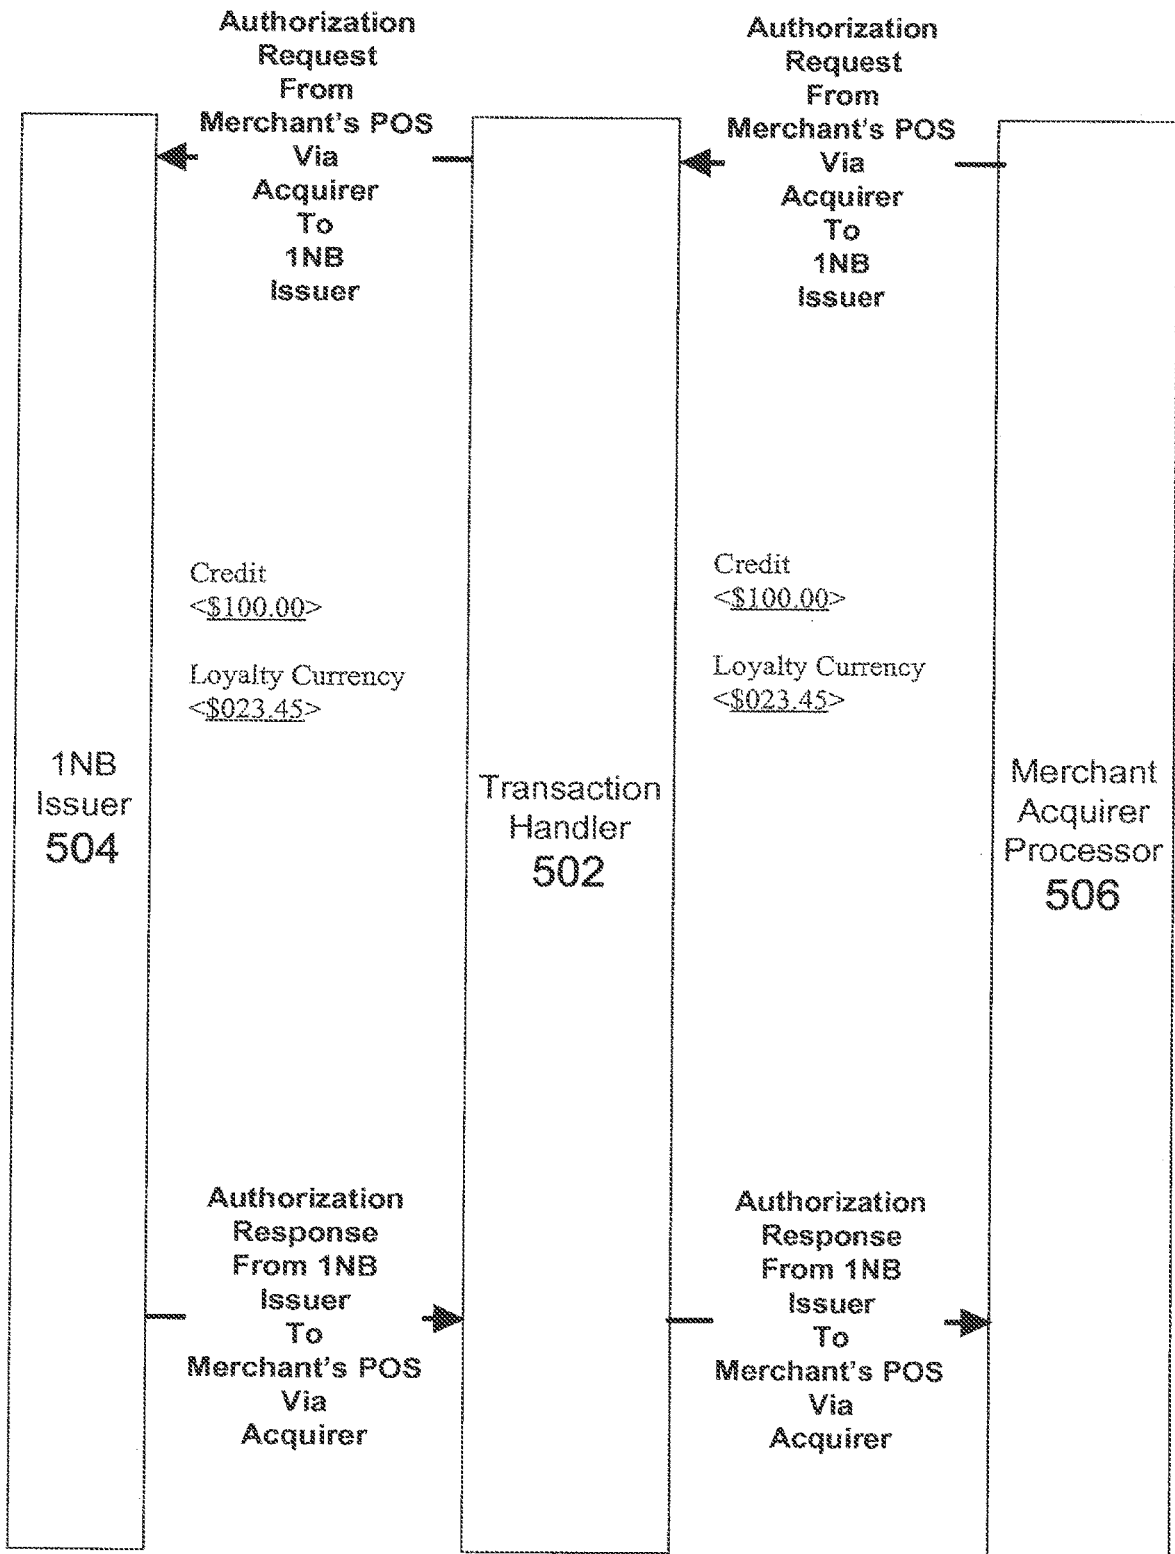 Authorization
Request
From
Merchant's POS
Via
Acquirer
To
1NB
Issuer
Authorization
Request
From
Merchant's POS
Via
Acquirer
To
1NB
Issuer
Credit
<$100.00>
Loyalty Currency
<$023.45>
Credit
<$100.00>
Loyalty Currency
<$023.45>
1NB
Issuer
504
Transaction
Handler
502
Merchant
Acquirer
Processor
506
Authorization
Response
From 1NB
Issuer
To
Merchant's POS
Via
Acquirer
Authorization
Response
From 1NB
Issuer
To
Merchant's POS
Via
Acquirer